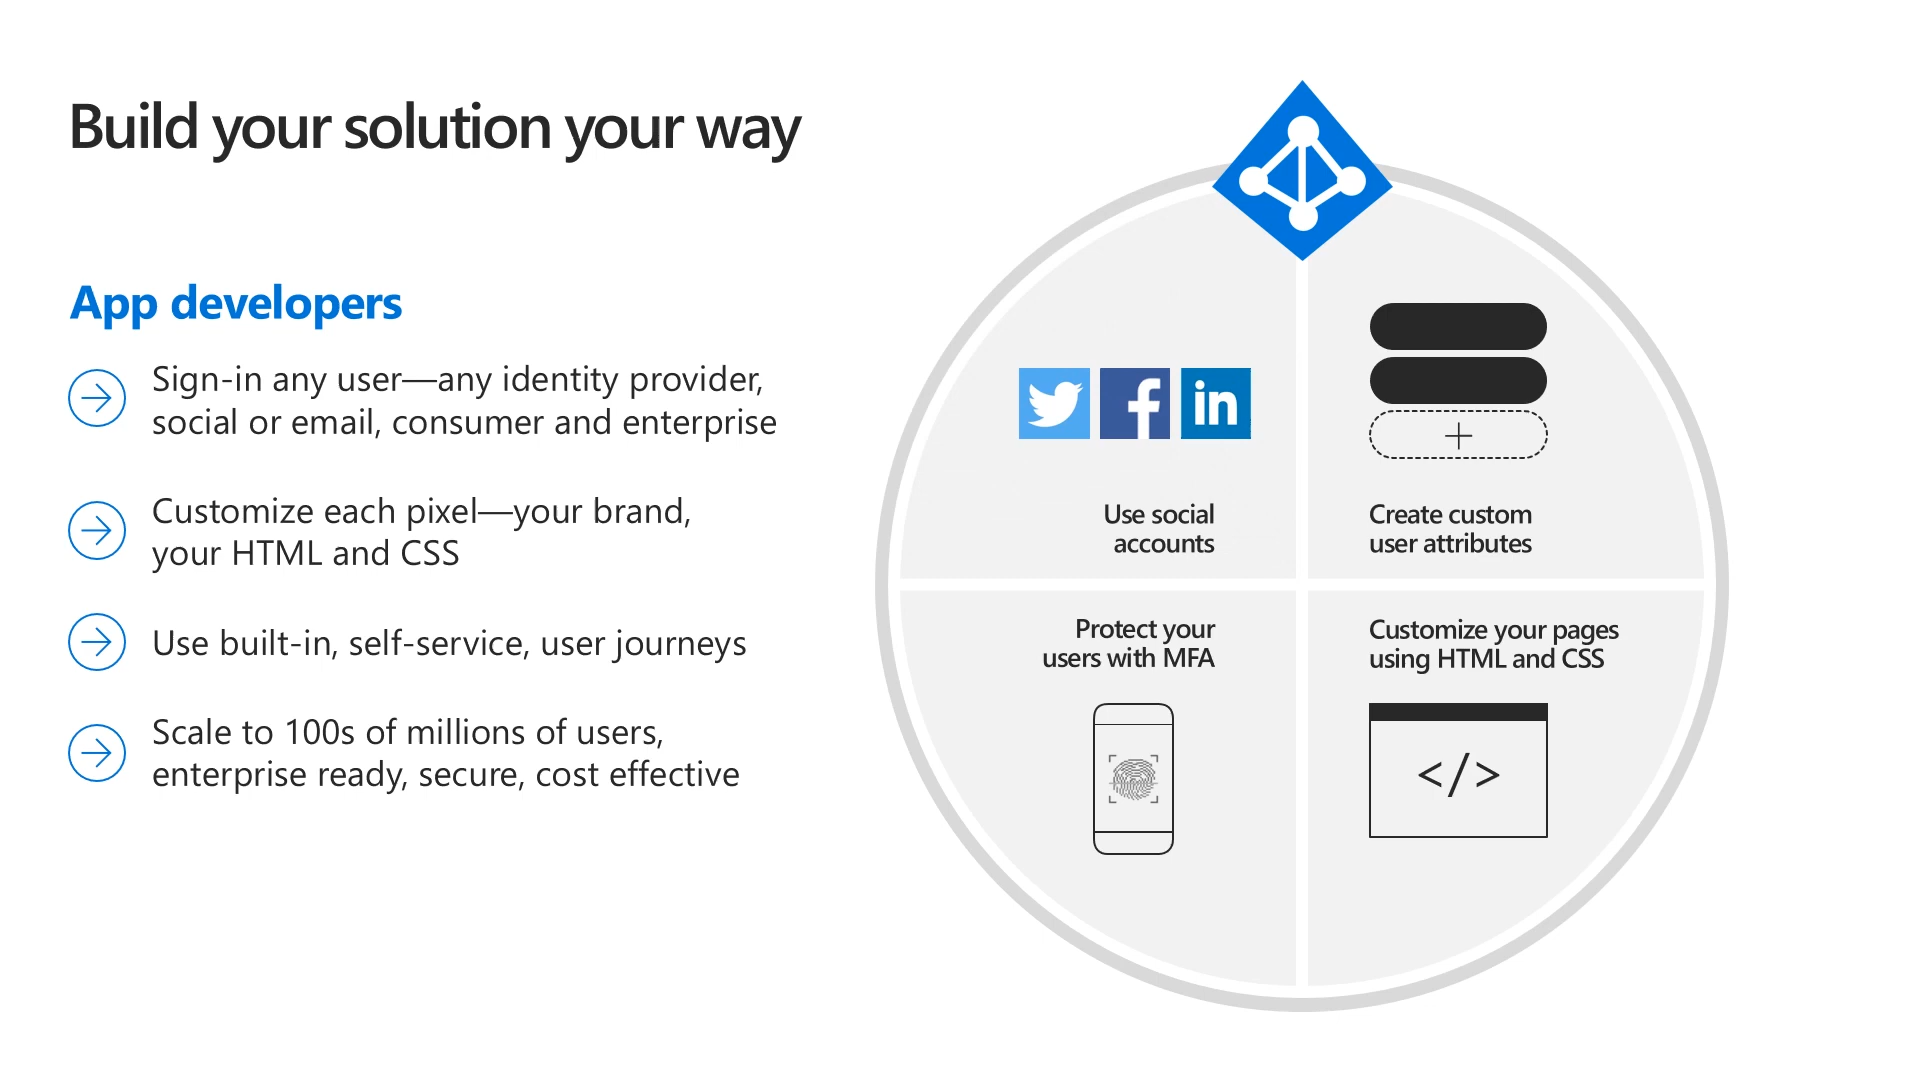 Build your solution your way
App developers
Sign-in any user—any identity provider,
social or email, consumer and enterprise
Customize each pixel—your brand,
your HTML and CSS
Use built-in, self-service, user journeys
Scale to 100s of millions of users,
enterprise ready, secure, cost effective
f
in
Use social
accounts
Create custom
user attributes
Protect your
users with MFA
Customize your pages
using HTML and CSS
</>